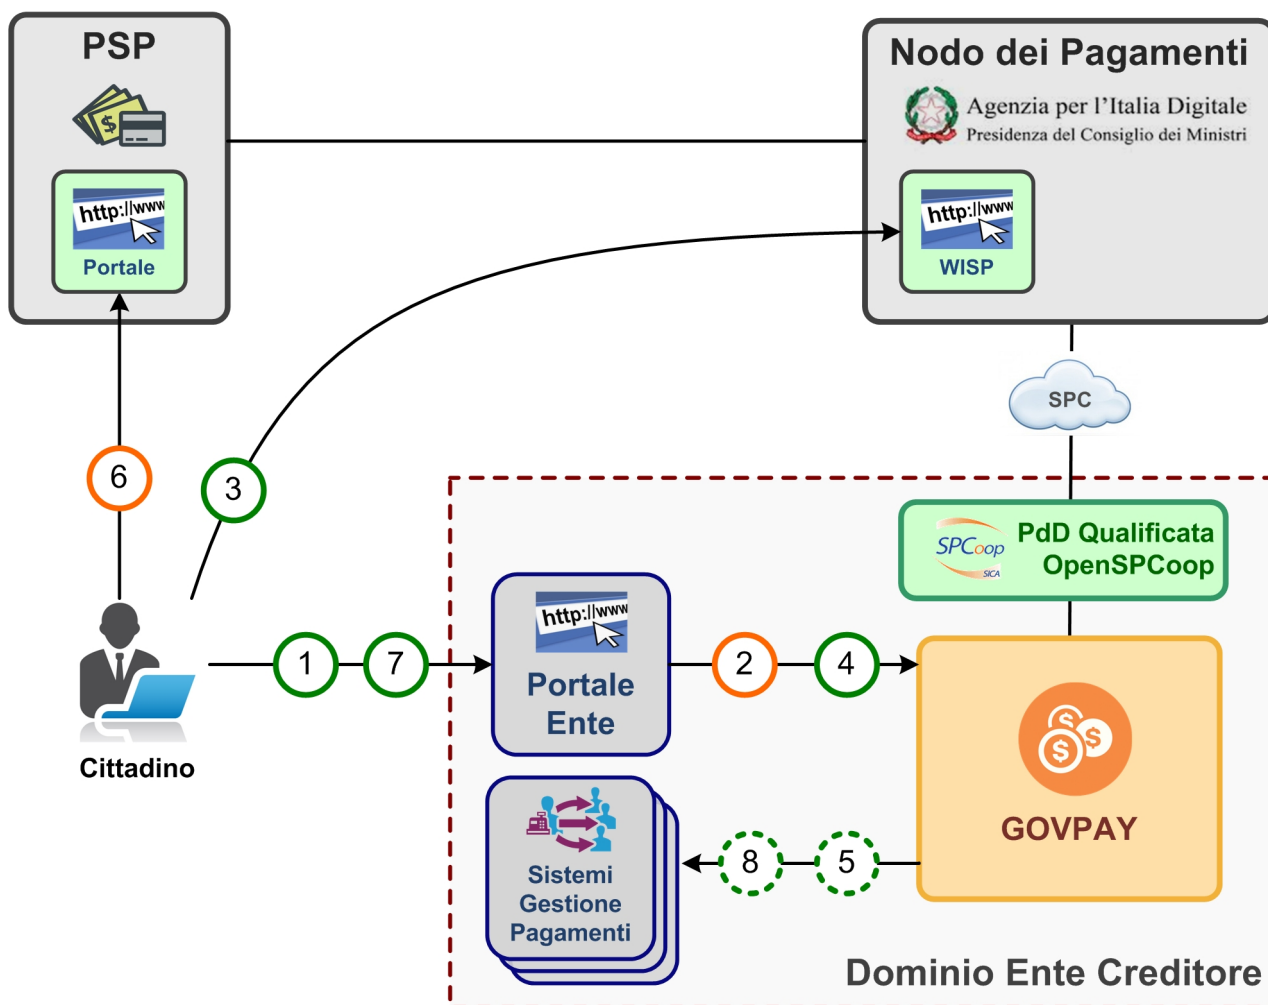 PSP
$
http://www
Portale
Nodo dei Pagamenti
Agenzia per l'Italia Digitale
Presidenza del Consiglio dei Ministri
http://www
WISP
SPC
6
3
SPCoop
SICA
PdD Qualificata
OpenSPCoop
Cittadino
1
7
http://www
Portale
Ente
2
4
$
$
$
GOVPAY
Sistemi
Gestione
Pagamenti
8
5
Dominio Ente Creditore